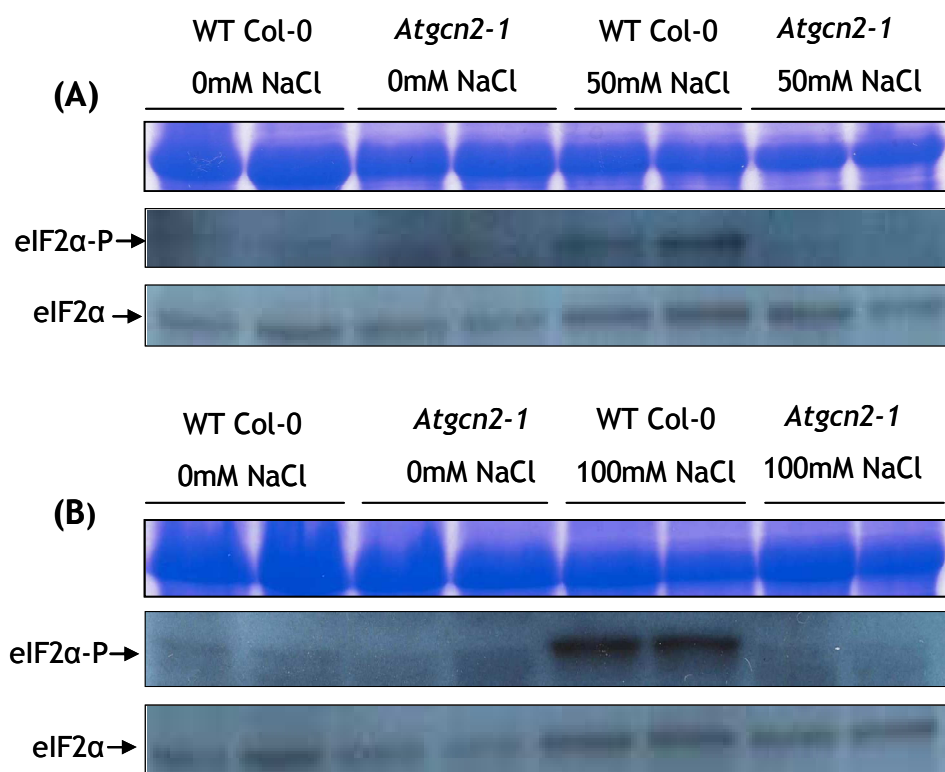 WT Col-0 Atgcn2-1 WT Col-0 Atgcn2-1
0mM NaCl 0mM NaCl 50mM NaCl 50mM NaCl
(A)
eIF2α-P
eIF2α
WT Col-0 Atgcn2-1 WT Col-0 Atgcn2-1
0mM NaCl 0mM NaCl 100mM NaCl 100mM NaCl
(B)
eIF2α-P
eIF2α